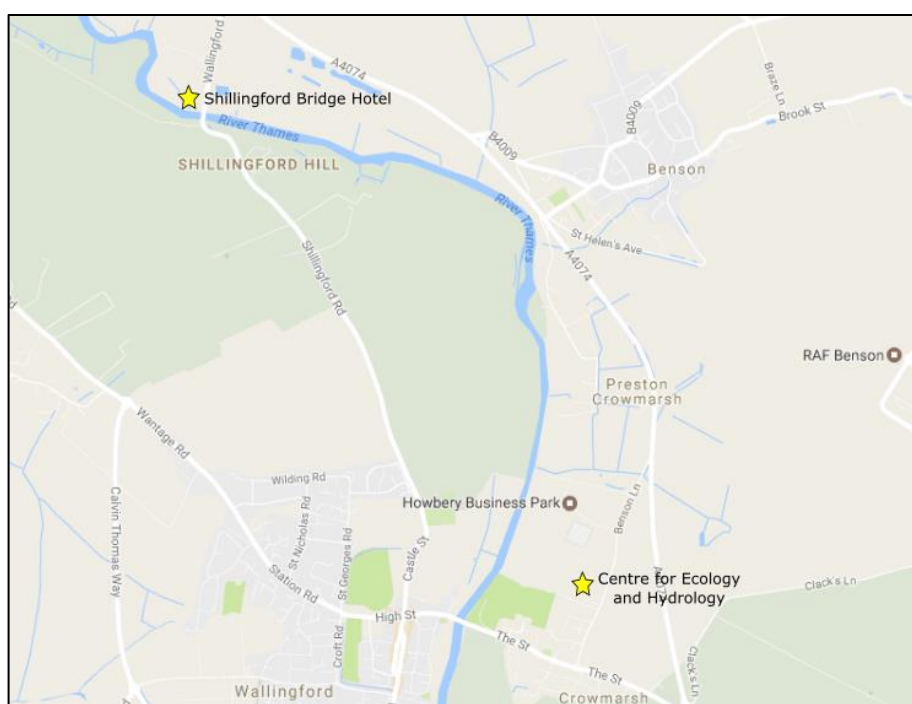 Wallingford
A4074
Shillingford Bridge Hotel
River Thames
SHILLINGFORD HILL
B4009
B4009
Braze Ln
Brook St
Benson
River Thames
St Helen's Ave
A4074
Shillingford Rd
RAF Benson
Preston
Crowmarsh
Rd
Wantage Rd
Wilding Rd
Howbery Business Park
Benson Ln
Calvin Thomas Way
St Nicholas Rd
St Georges Rd
Castle St
Station Rd
Centre for Ecology
and Hydrology
Clack's Ln
High St
The St
Croft Rd
The St
Clack's Ln
Wallingford
Crowmarsh